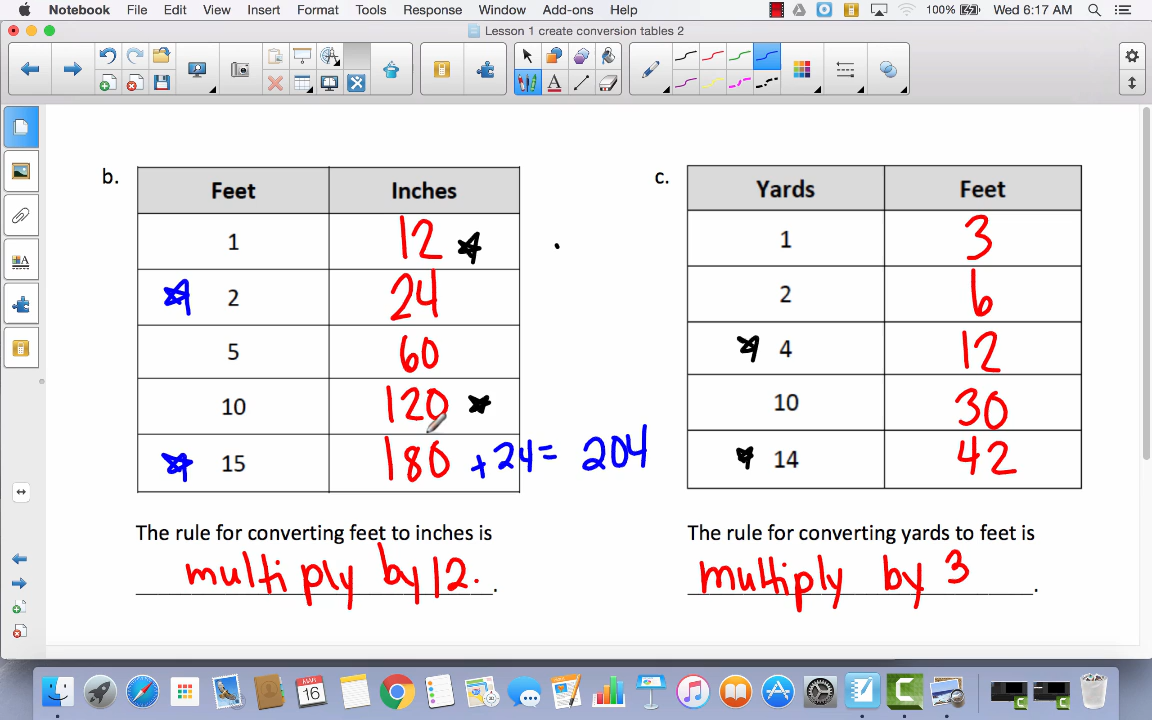 Notebook File Edit View Insert Format Tools Response Window Add-ons Help 100% Wed 6:17 AM
Lesson 1 create conversion tables 2
b.
Feet Inches
1 12
2 24
5 60
10 120
15 180 +24= 204
The rule for converting feet to inches is
multiply by 12.
c.
Yards Feet
1 3
2 6
4 12
10 30
14 42
The rule for converting yards to feet is
multiply by 3.
MAR
16